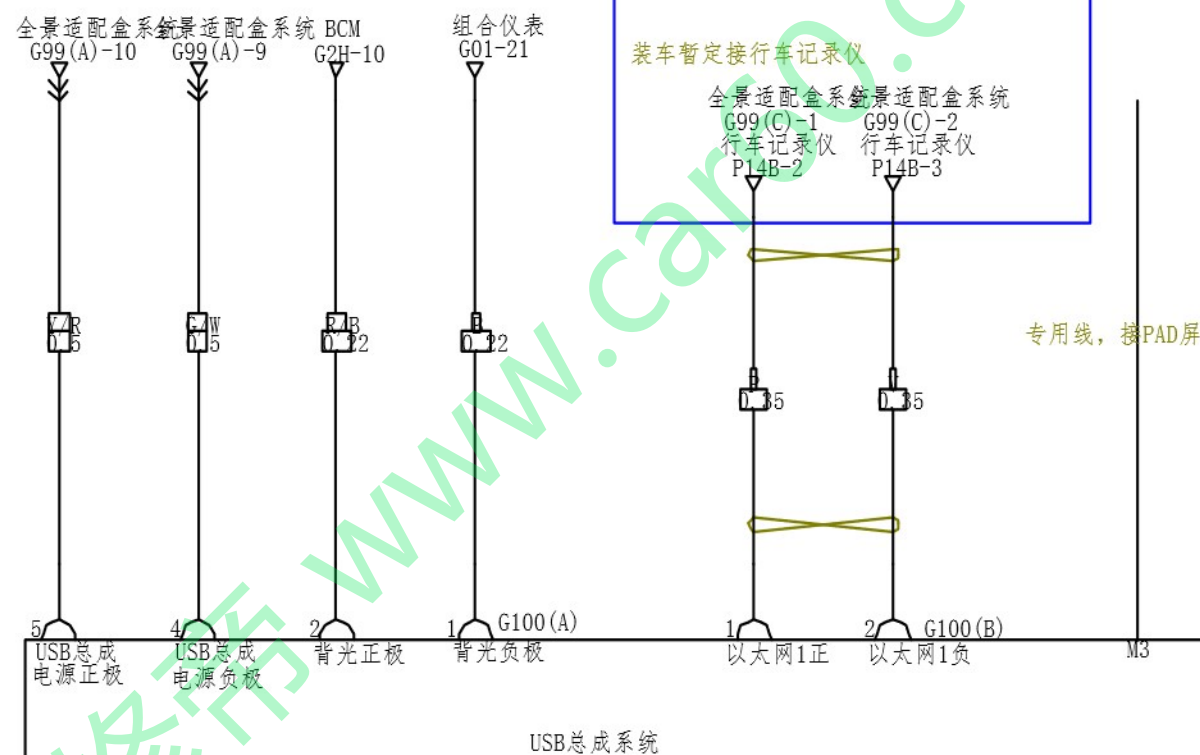 全景适配盒系统
G99(A)-10
全景适配盒系统
G99(A)-9
BCM
G2H-10
组合仪表
G01-21
装车暂定接行车记录仪
全景适配盒系统
G99(C)-1
行车记录仪
P14B-2
全景适配盒系统
G99(C)-2
行车记录仪
P14B-3
0.5
G/W
0.5
R/B
0.22
0.22
0.35
0.35
专用线，接PAD屏
5
4
2
1
G100(A)
1
2
G100(B)
USB总成
电源正极
USB总成
电源负极
背光正极
背光负极
以太网1正
以太网1负
M3
USB总成系统
www.car60.c
修帝